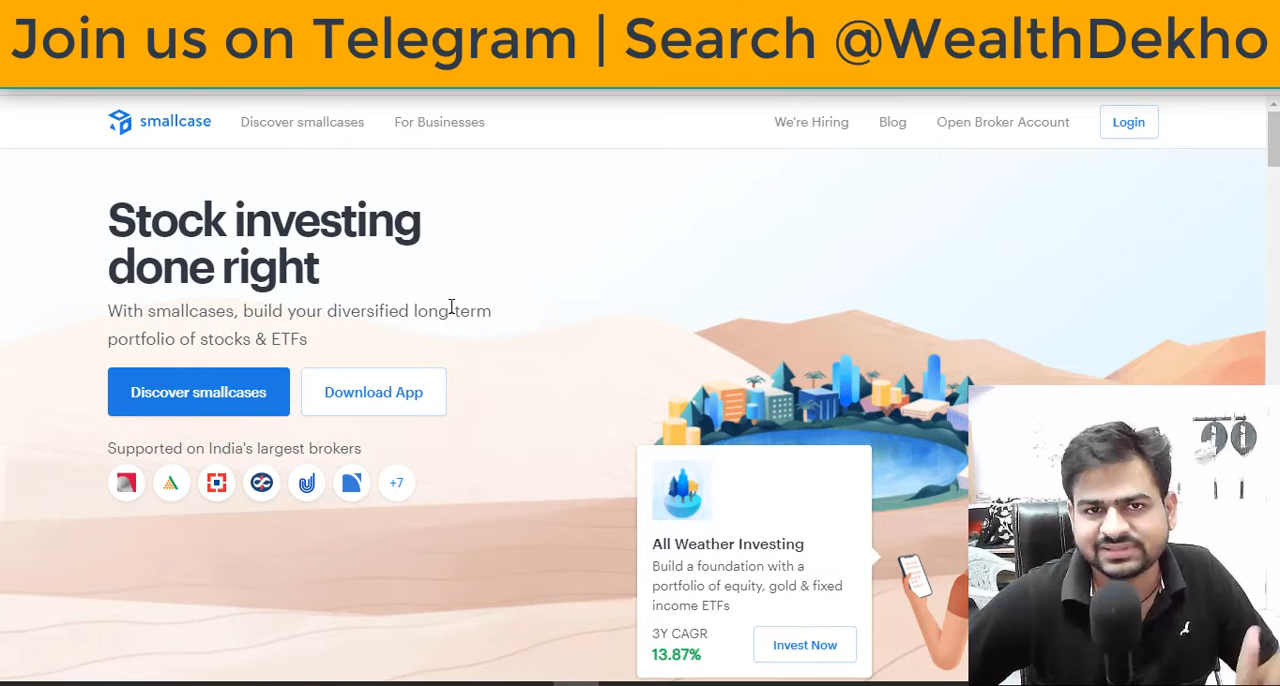 Join us on Telegram | Search @WealthDekho
smallcase Discover smallcases For Businesses We're Hiring Blog Open Broker Account Login
Stock investing
done right
With smallcases, build your diversified long-term
portfolio of stocks & ETFs
Discover smallcases Download App
Supported on India's largest brokers
+7
All Weather Investing
Build a foundation with a
portfolio of equity, gold & fixed
income ETFs
3Y CAGR
13.87%
Invest Now